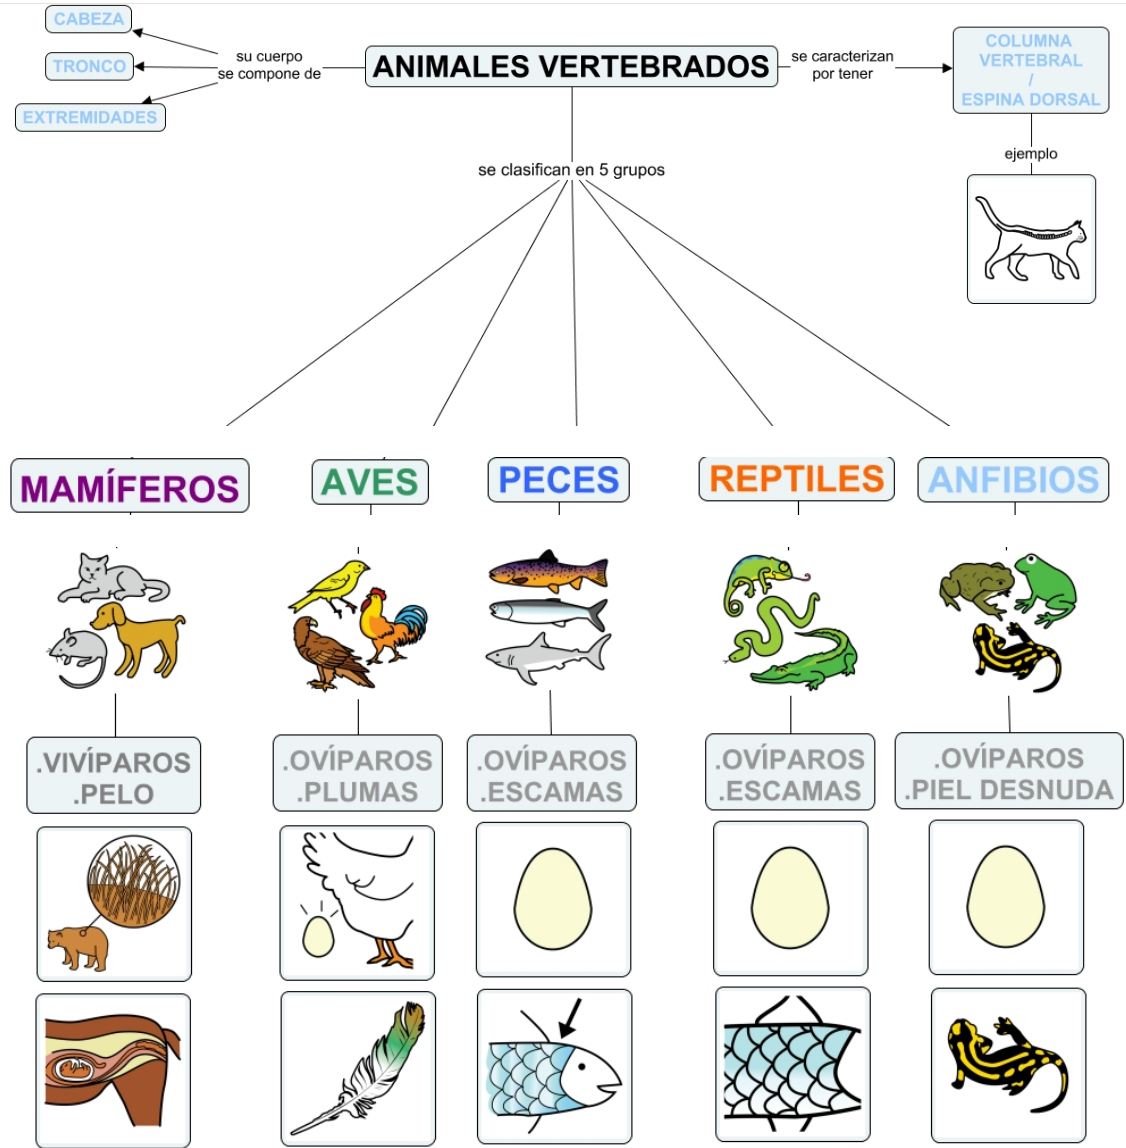 CABEZA
TRONCO
EXTREMIDADES
su cuerpo
se compone de
ANIMALES VERTEBRADOS
se caracterizan
por tener
COLUMNA
VERTEBRAL
/
ESPINA DORSAL
ejemplo
se clasifican en 5 grupos
MAMÍFEROS
AVES
PECES
REPTILES
ANFIBIOS
.VIVÍPAROS
.PELO
.OVÍPAROS
.PLUMAS
.OVÍPAROS
.ESCAMAS
.OVÍPAROS
.ESCAMAS
.OVÍPAROS
.PIEL DESNUDA